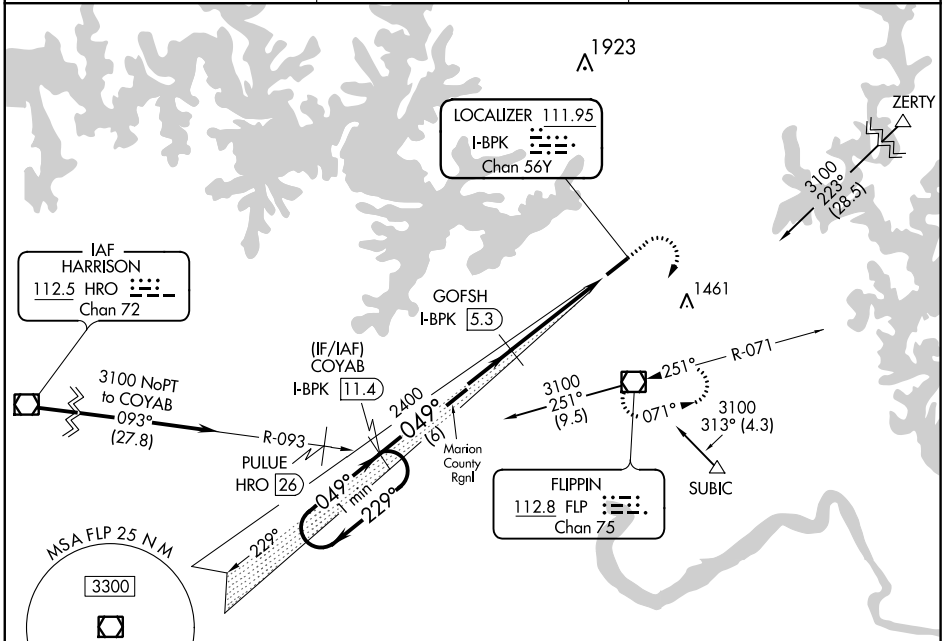 1923
ZERTY
LOCALIZER 111.95
I-BPK
Chan 56Y
3100
223°
(28.5)
IAF
HARRISON
112.5 HRO
Chan 72
GOFSH
I-BPK 5.3
1461
(IF/IAF)
COYAB
I-BPK 11.4
3100 NoPT
to COYAB
093°
(27.8)
R-093
2400
049°
(6)
3100
251°
(9.5)
251°
R-071
071°
3100
313° (4.3)
SUBIC
PULUE
HRO 26
Marion
County
Rgnl
049°
1 min
229°
229°
FLIPPIN
112.8 FLP
Chan 75
MSA FLP 25 NM
3300